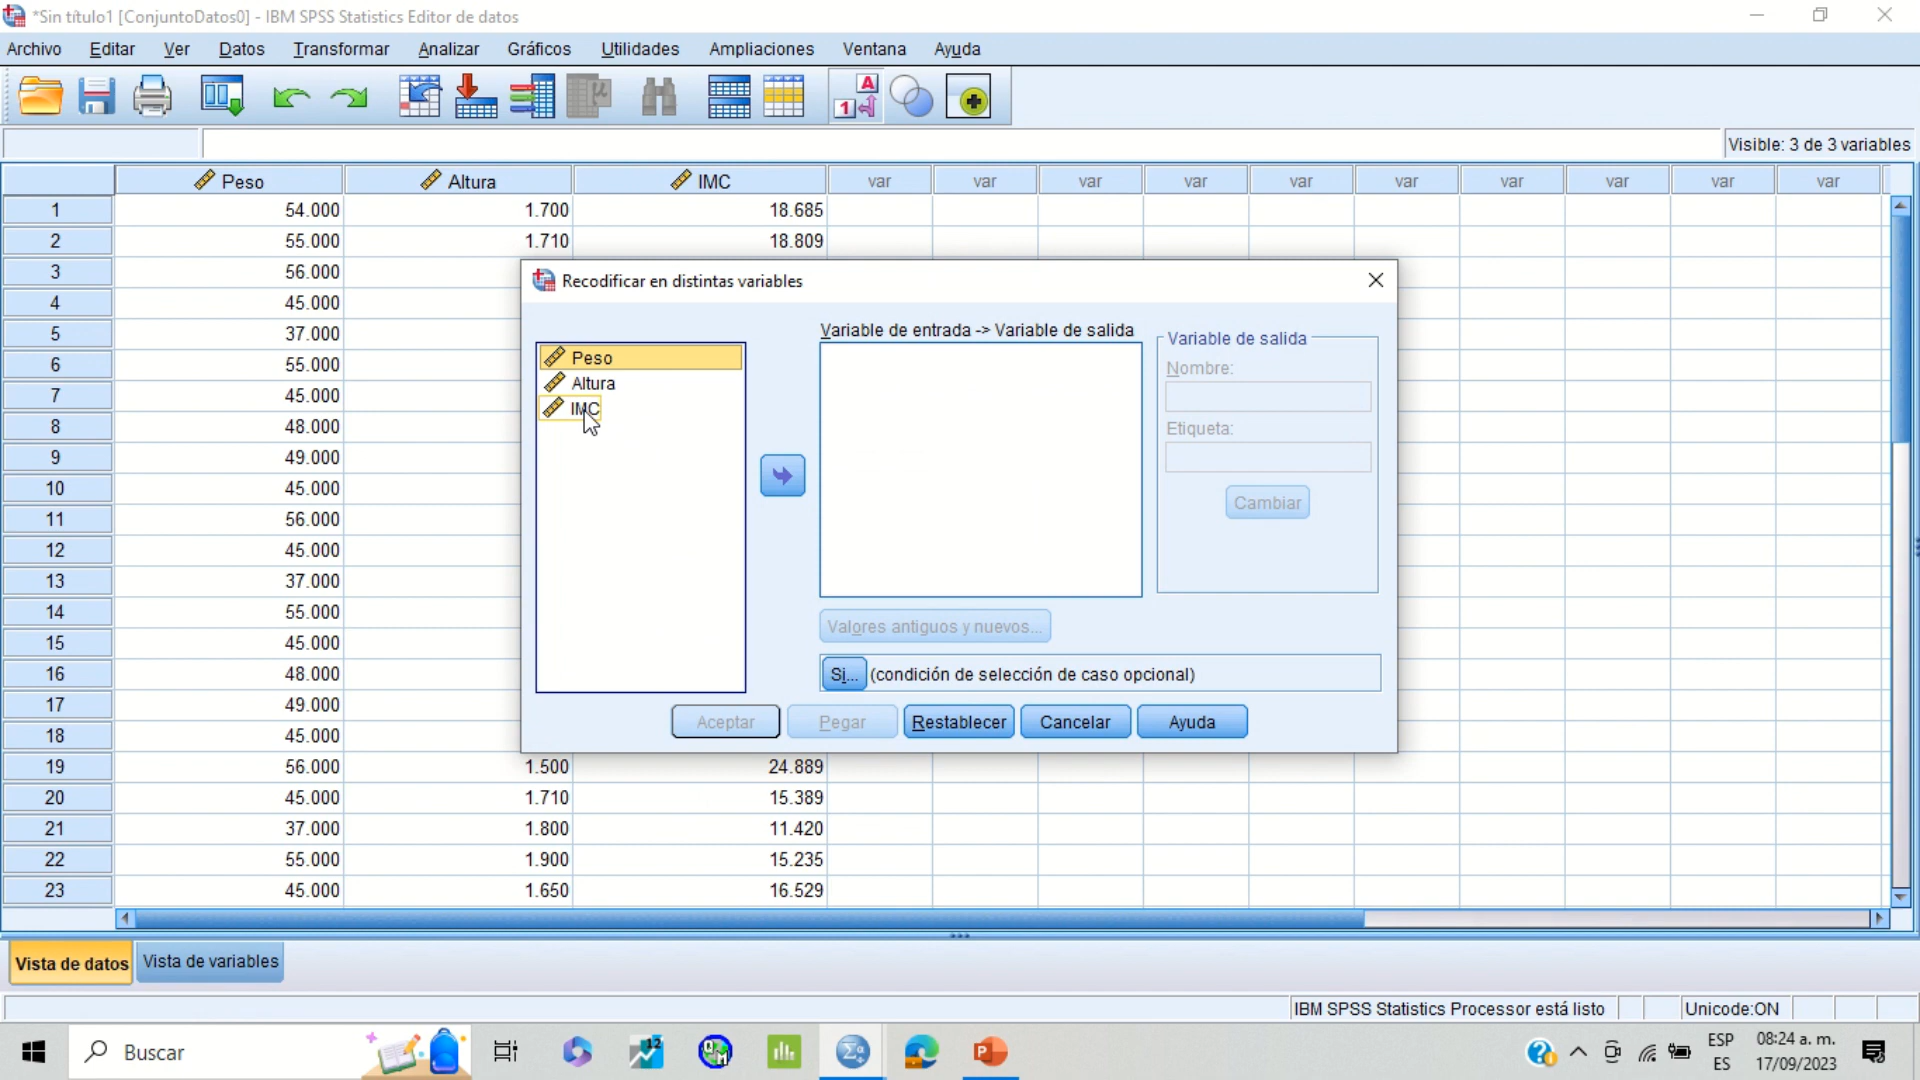 *Sin título1 [ConjuntoDatos0] - IBM SPSS Statistics Editor de datos
Archivo Editar Ver Datos Transformar Analizar Gráficos Utilidades Ampliaciones Ventana Ayuda
Visible: 3 de 3 variables
Peso Altura IMC var var var var var var var var var var
1 54.000 1.700 18.685
2 55.000 1.710 18.809
3 56.000
4 45.000
5 37.000
6 55.000
7 45.000
8 48.000
9 49.000
10 45.000
11 56.000
12 45.000
13 37.000
14 55.000
15 45.000
16 48.000
17 49.000
18 45.000
19 56.000 1.500 24.889
20 45.000 1.710 15.389
21 37.000 1.800 11.420
22 55.000 1.900 15.235
23 45.000 1.650 16.529
Recodificar en distintas variables
Peso
Altura
IMC
Variable de entrada -> Variable de salida
Variable de salida
Nombre:
Etiqueta:
Cambiar
Valores antiguos y nuevos...
Si... (condición de selección de caso opcional)
Aceptar Pegar Restablecer Cancelar Ayuda
Vista de datos Vista de variables
IBM SPSS Statistics Processor está listo Unicode:ON
Buscar
12
ESP
ES
08:24 a. m.
17/09/2023